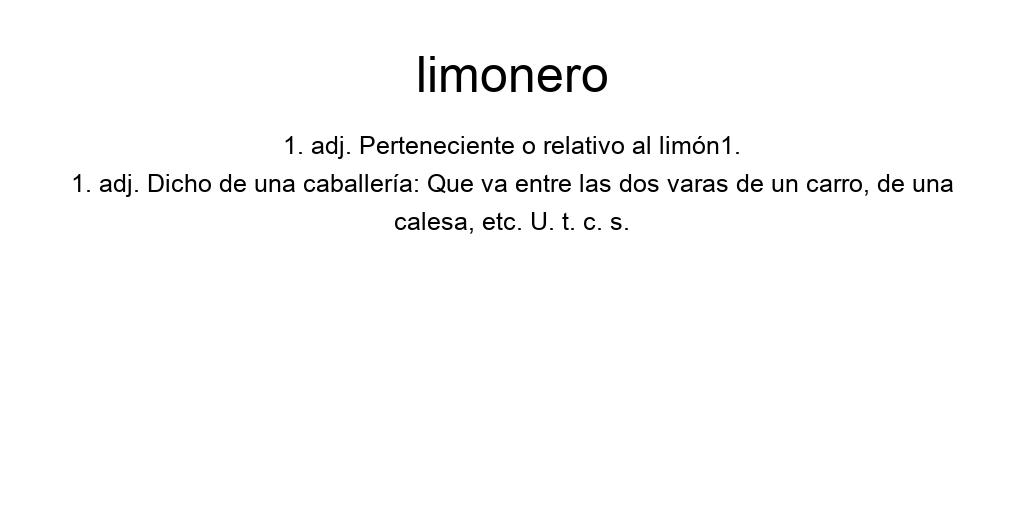 limonero
1. adj. Perteneciente o relativo al limón1.
1. adj. Dicho de una caballería: Que va entre las dos varas de un carro, de una
calesa, etc. U. t. c. s.